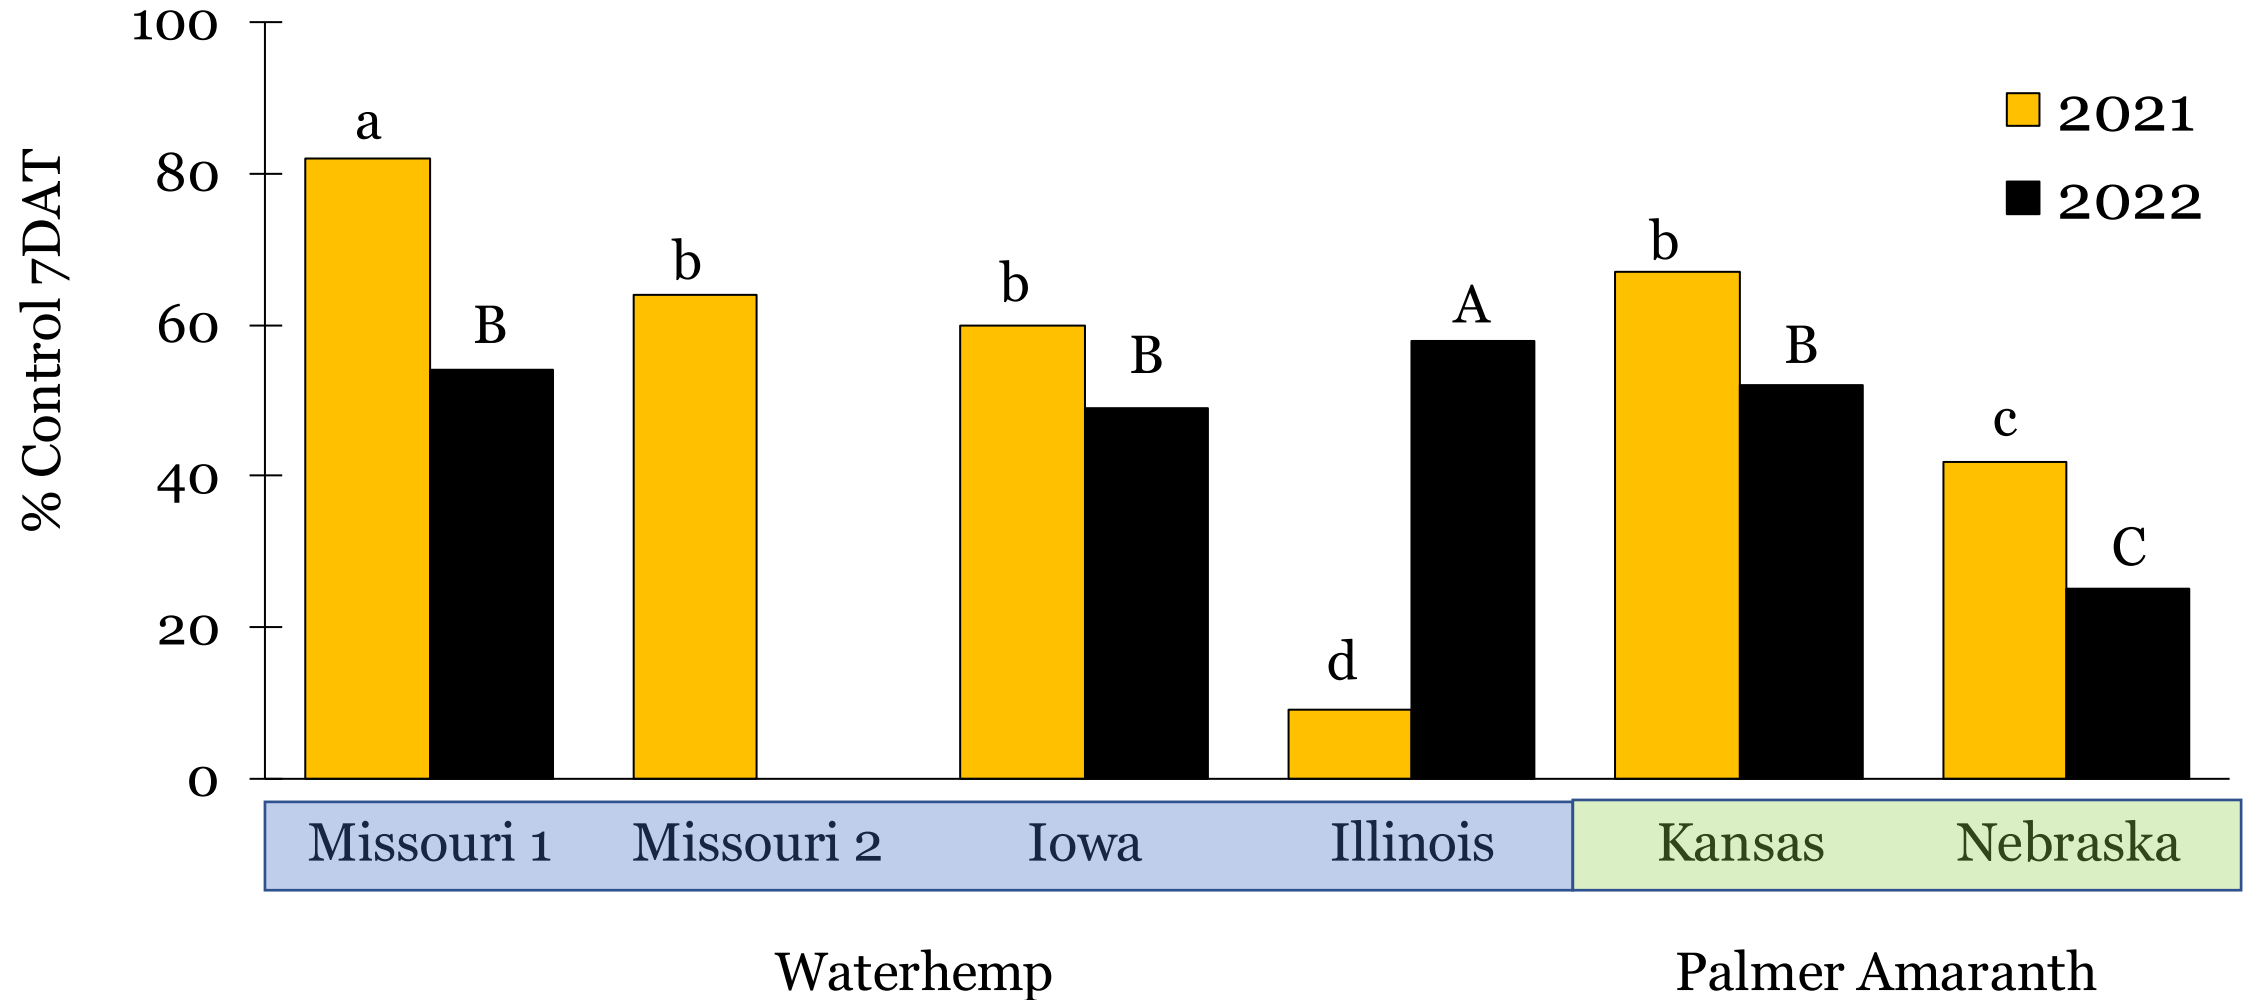 100
80
60
40
20
0
% Control 7DAT
2021
2022
a
B
b
b
B
d
A
b
B
c
C
Missouri 1
Missouri 2
Iowa
Illinois
Kansas
Nebraska
Waterhemp
Palmer Amaranth